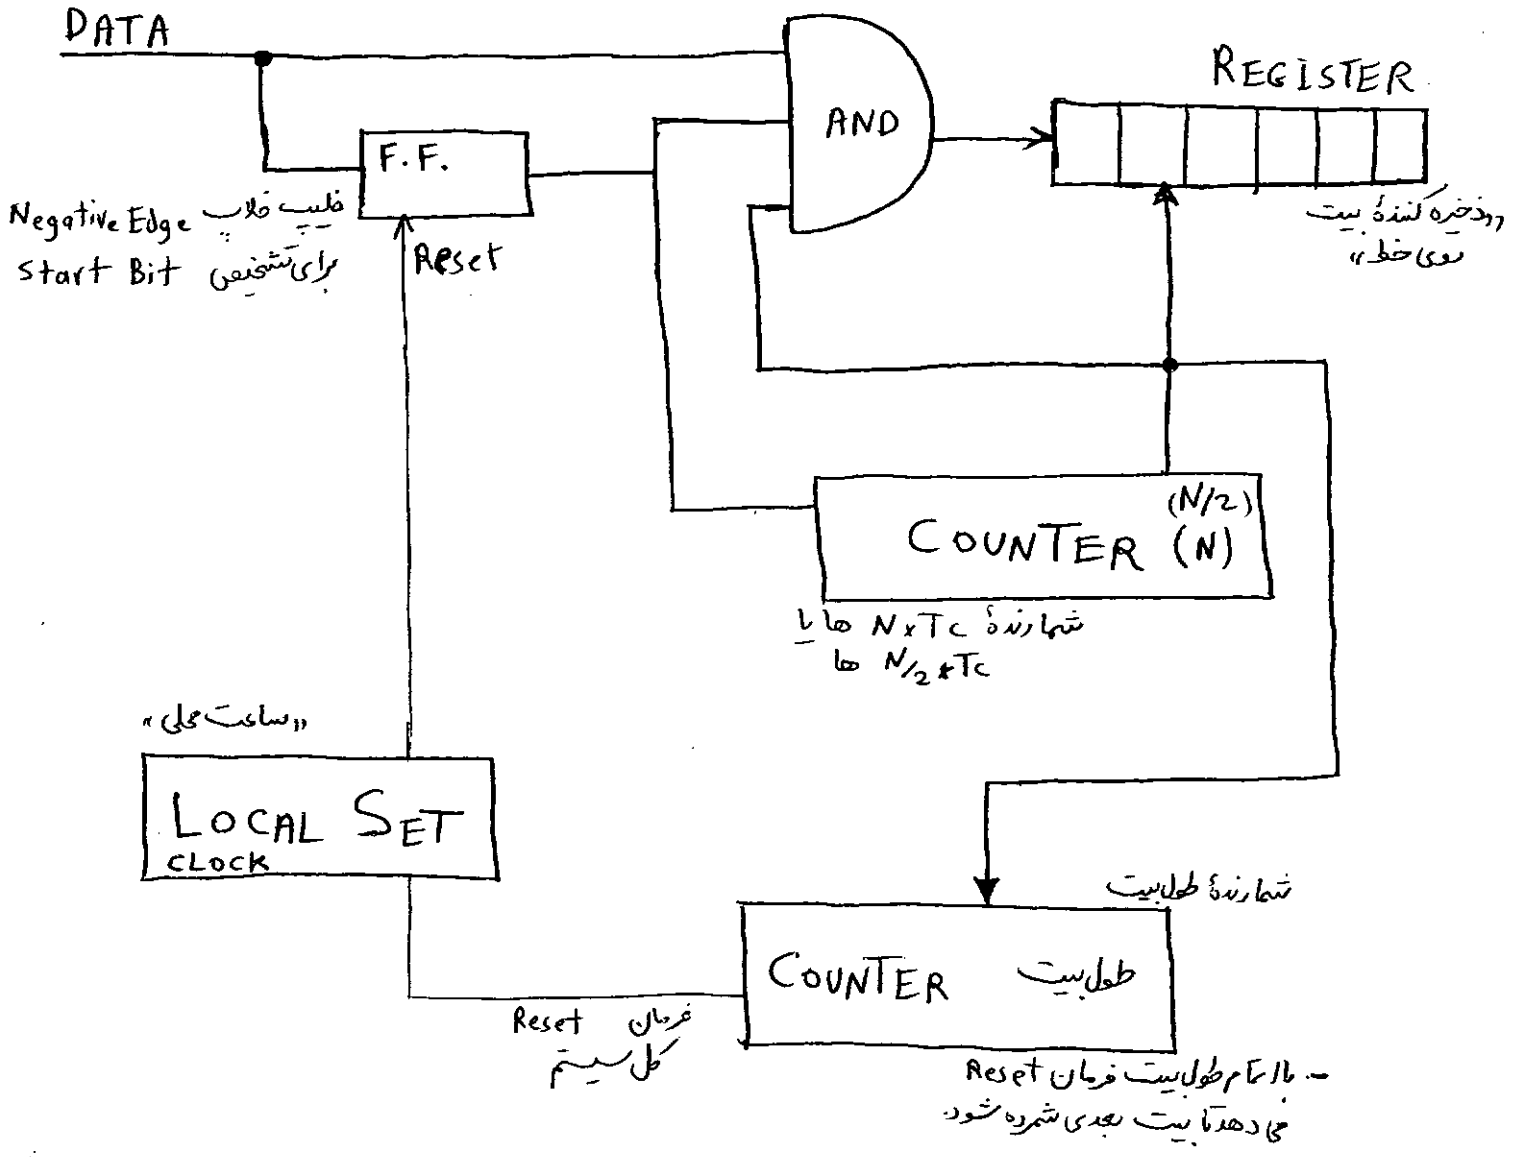 DATA
REGISTER
AND
F.F.
فلیپ فلاپ Negative Edge
برای تشخیص Start Bit
Reset
«ذخیره کنندهٔ بیت
روی خط»
(N/2)
COUNTER (N)
شمارندهٔ N×Tc ها یا
N/2*Tc ها
«ساعت محلی»
LOCAL SET
CLOCK
شمارندهٔ طول بیت
COUNTER طول بیت
فرمان Reset
کل سیستم
- با اتمام طول بیت فرمان Reset
می دهد تا بیت بعدی شمرده شود.